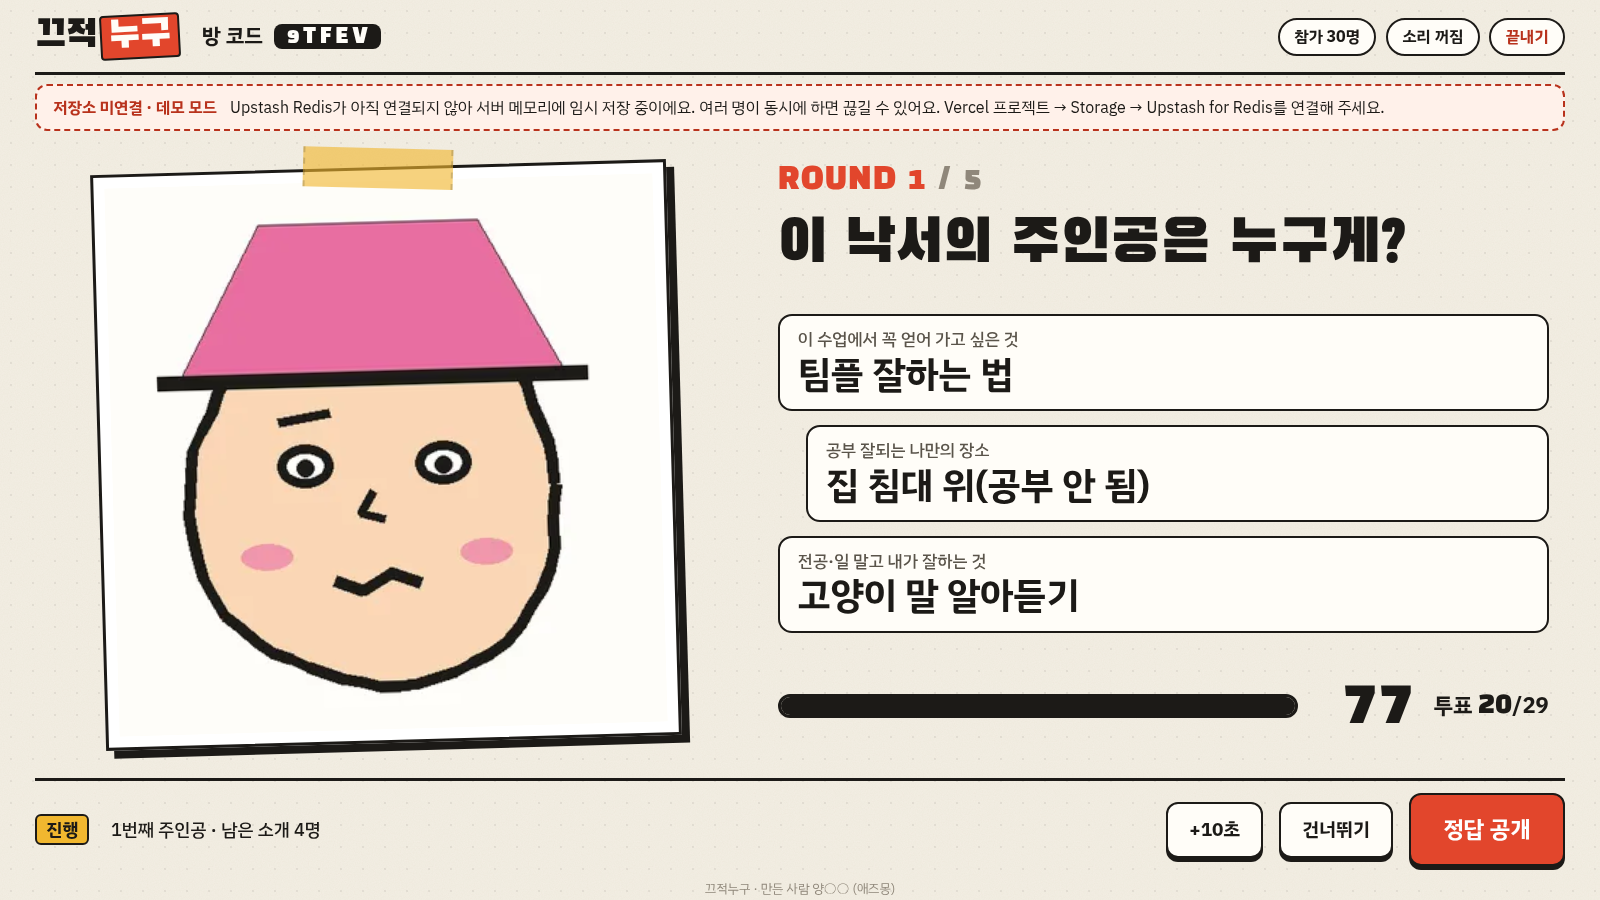 끄적누구 방 코드 9TFEV 참가 30명 소리 꺼짐 끝내기
저장소 미연결 · 데모 모드 Upstash Redis가 아직 연결되지 않아 서버 메모리에 임시 저장 중이에요. 여러 명이 동시에 하면 끊길 수 있어요. Vercel 프로젝트 → Storage → Upstash for Redis를 연결해 주세요.
ROUND 1 / 5
이 낙서의 주인공은 누구게?
이 수업에서 꼭 얻어 가고 싶은 것
팀플 잘하는 법
공부 잘되는 나만의 장소
집 침대 위(공부 안 됨)
전공·일 말고 내가 잘하는 것
고양이 말 알아듣기
77 투표 20/29
진행 1번째 주인공 · 남은 소개 4명 +10초 건너뛰기 정답 공개
끄적누구 · 만든 사람 양○○ (애즈몽)